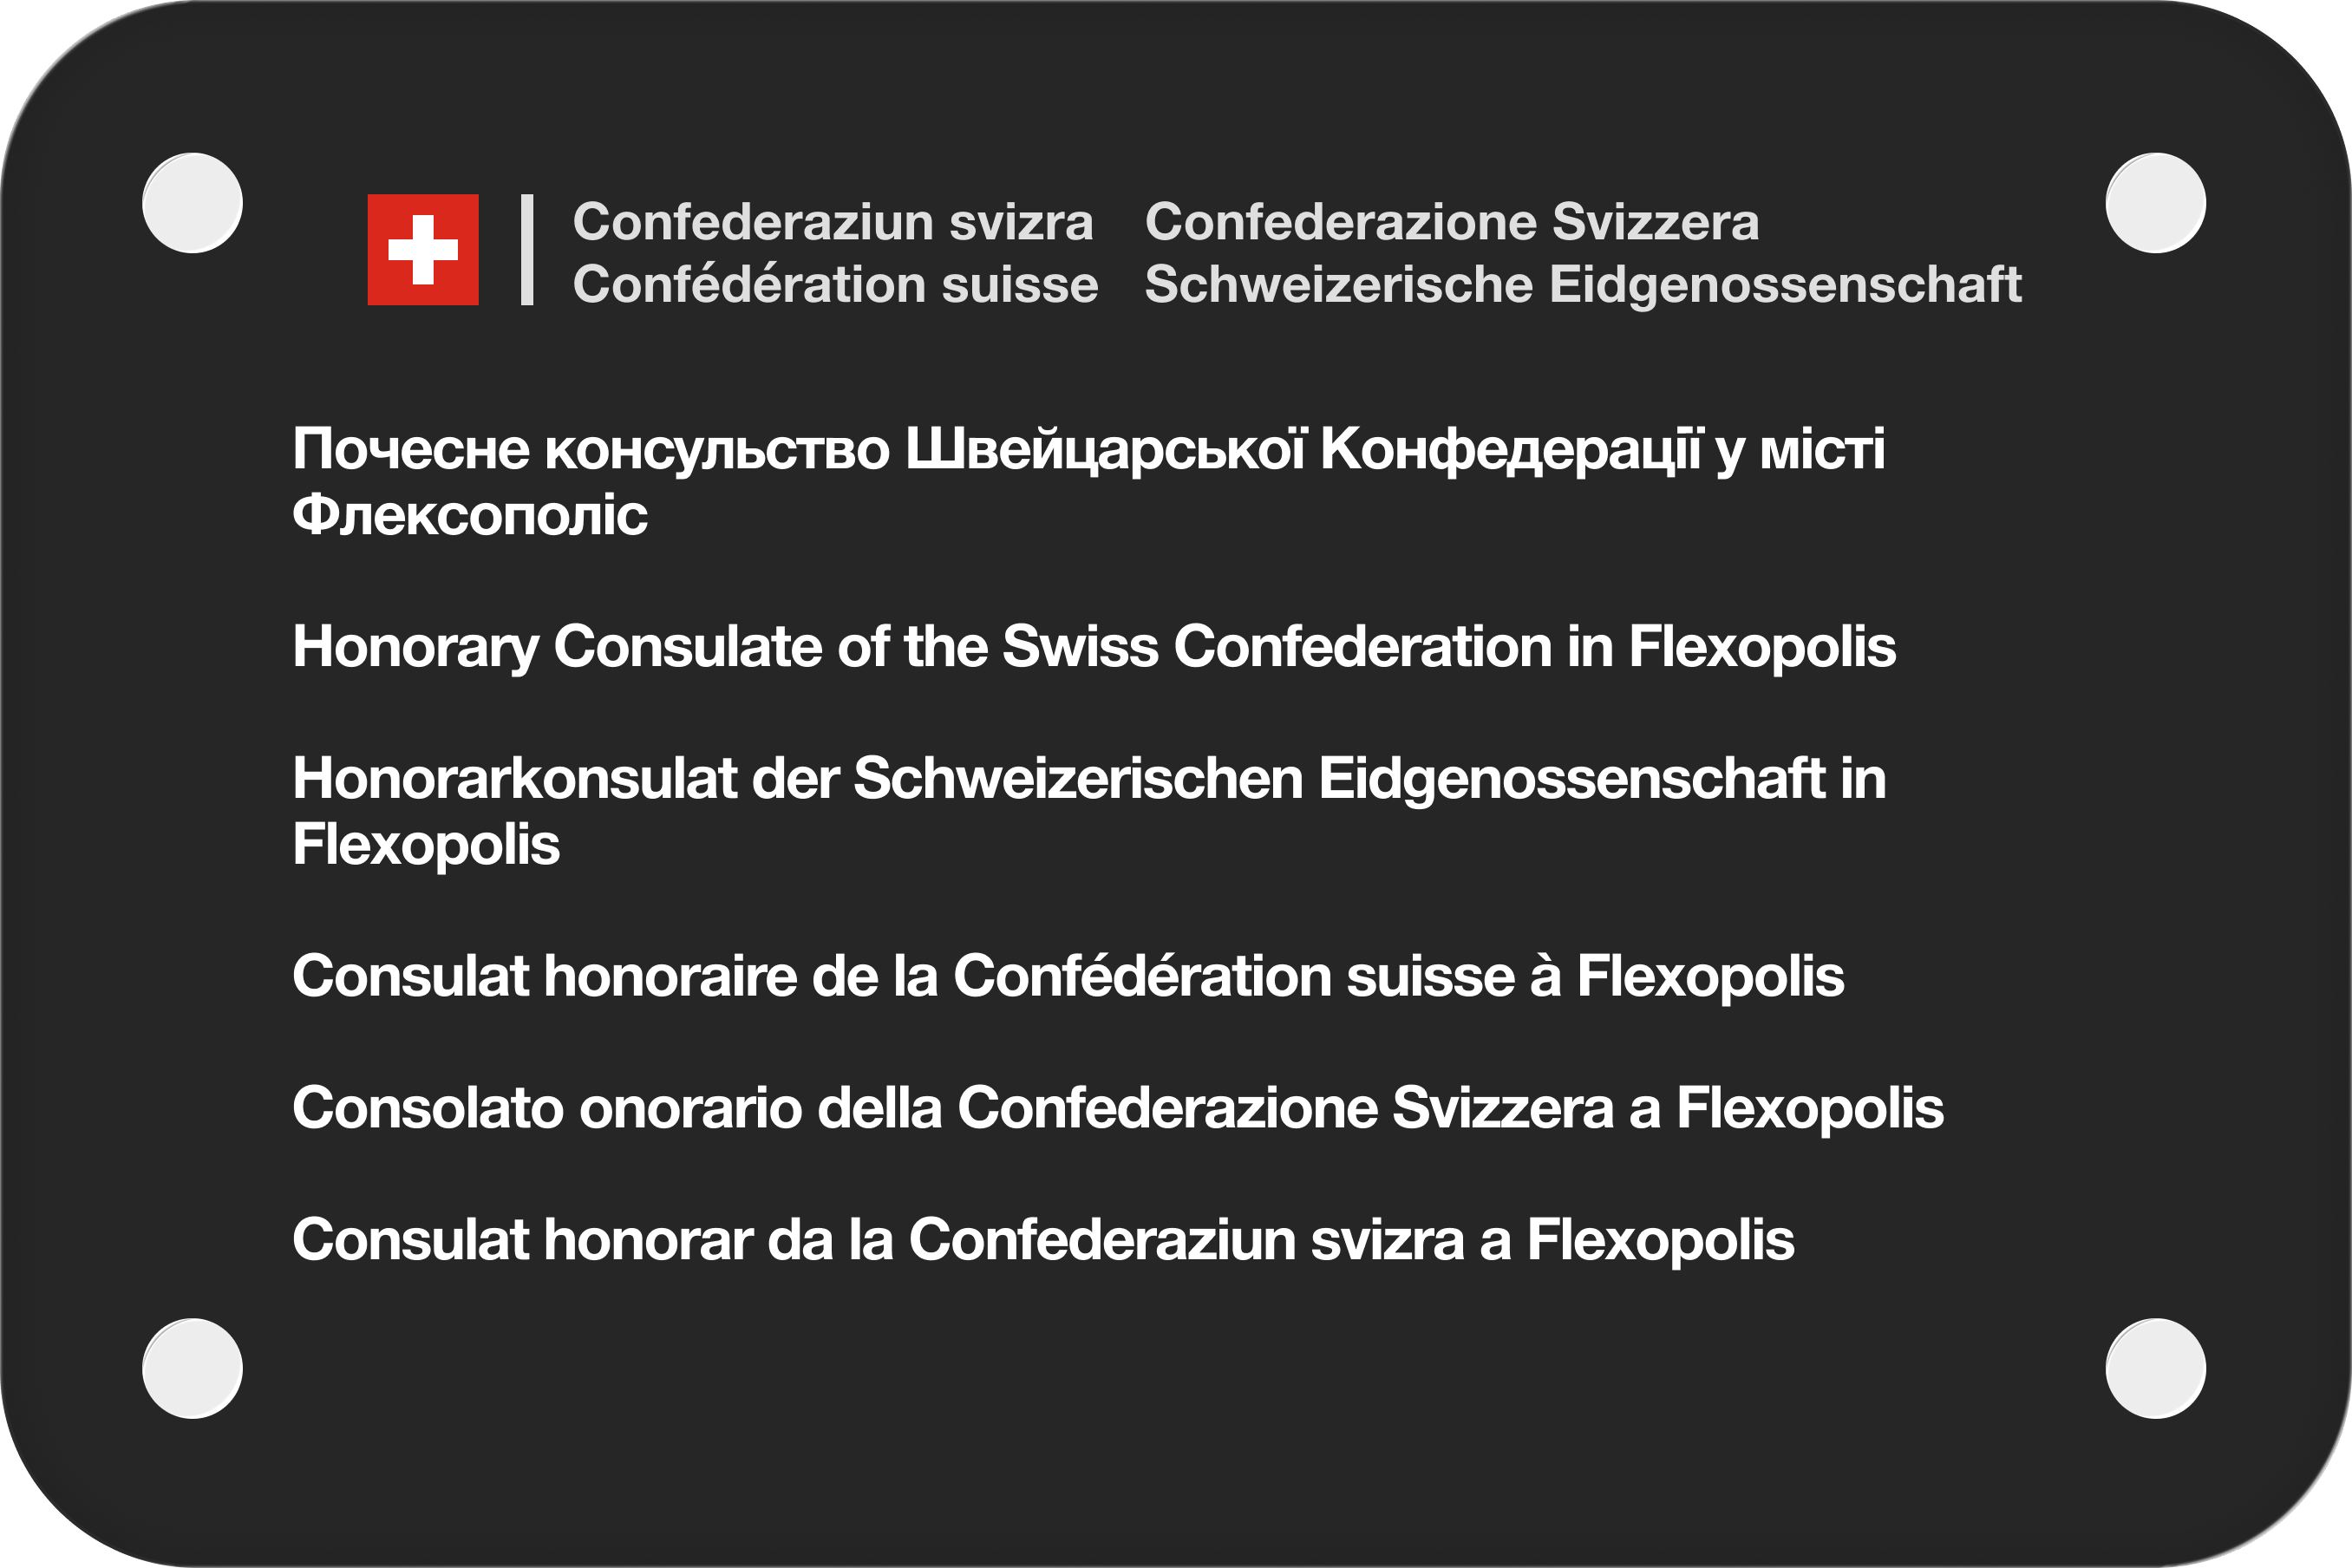 Confederaziun svizra Confederazione Svizzera
Confédération suisse Schweizerische Eidgenossenschaft
Почесне консульство Швейцарської Конфедерації у місті
Флексополіс
Honorary Consulate of the Swiss Confederation in Flexopolis
Honorarkonsulat der Schweizerischen Eidgenossenschaft in
Flexopolis
Consulat honoraire de la Confédération suisse à Flexopolis
Consolato onorario della Confederazione Svizzera a Flexopolis
Consulat honorar da la Confederaziun svizra a Flexopolis